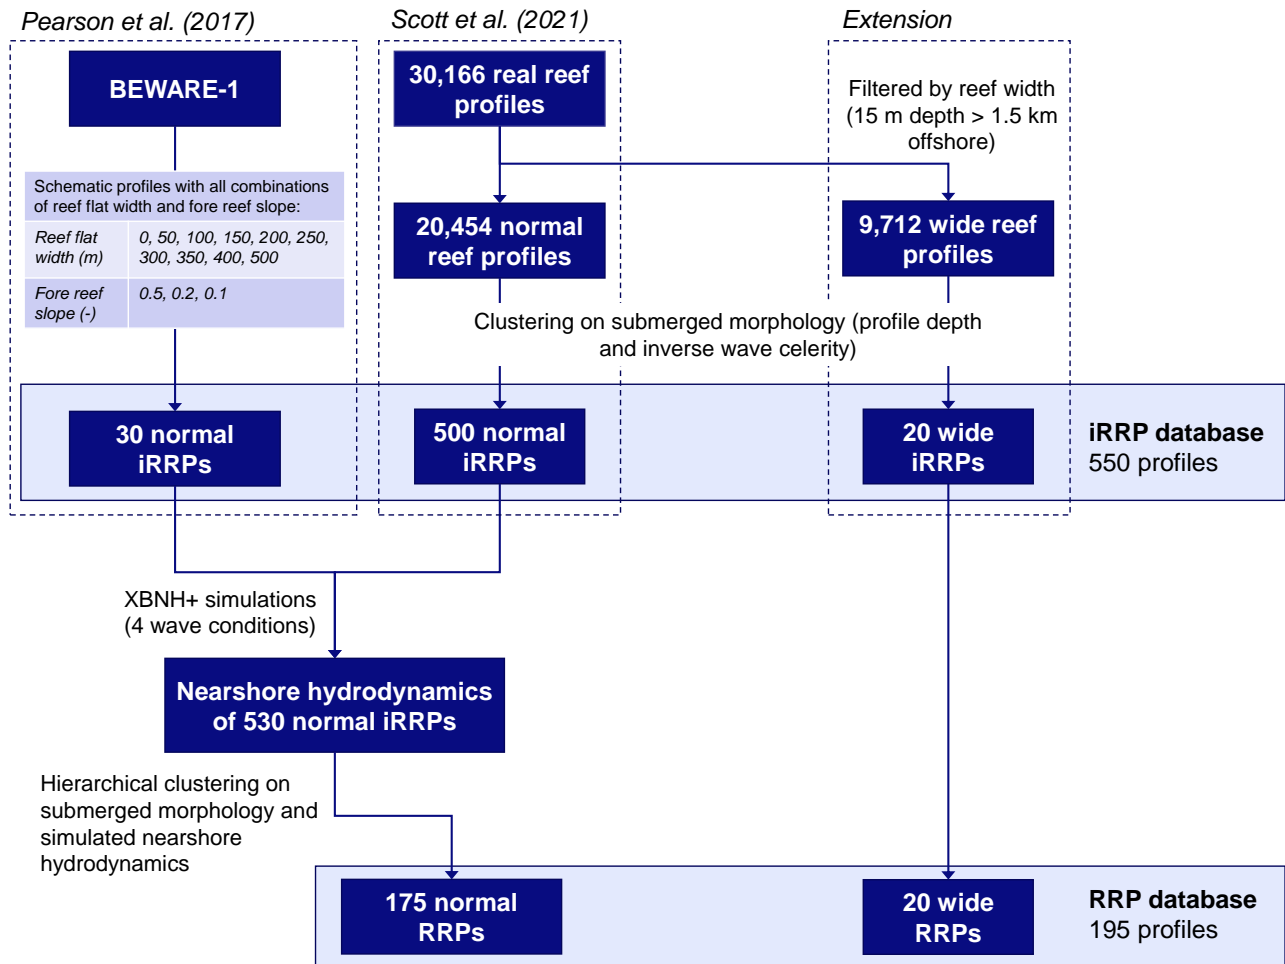 Pearson et al. (2017)
Scott et al. (2021)
Extension
BEWARE-1
30,166 real reef
profiles
Filtered by reef width
(15 m depth > 1.5 km
offshore)
Schematic profiles with all combinations
of reef flat width and fore reef slope:
Reef flat
width (m)
0, 50, 100, 150, 200, 250,
300, 350, 400, 500
Fore reef
slope (-)
0.5, 0.2, 0.1
20,454 normal
reef profiles
9,712 wide reef
profiles
Clustering on submerged morphology (profile depth
and inverse wave celerity)
30 normal
iRRPs
500 normal
iRRPs
20 wide
iRRPs
iRRP database
550 profiles
XBNH+ simulations
(4 wave conditions)
Nearshore hydrodynamics
of 530 normal iRRPs
Hierarchical clustering on
submerged morphology and
simulated nearshore
hydrodynamics
175 normal
RRPs
20 wide
RRPs
RRP database
195 profiles